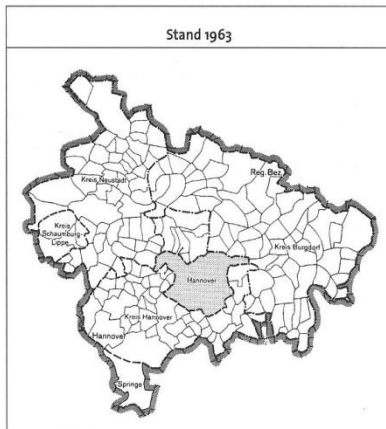 Stand 1963
Kreis Neustadt
Reg. Bez.
Kreis
Schaumburg-
Lippe
Kreis Burgdorf
Hannover
Kreis Hannover
Hannover
Springe